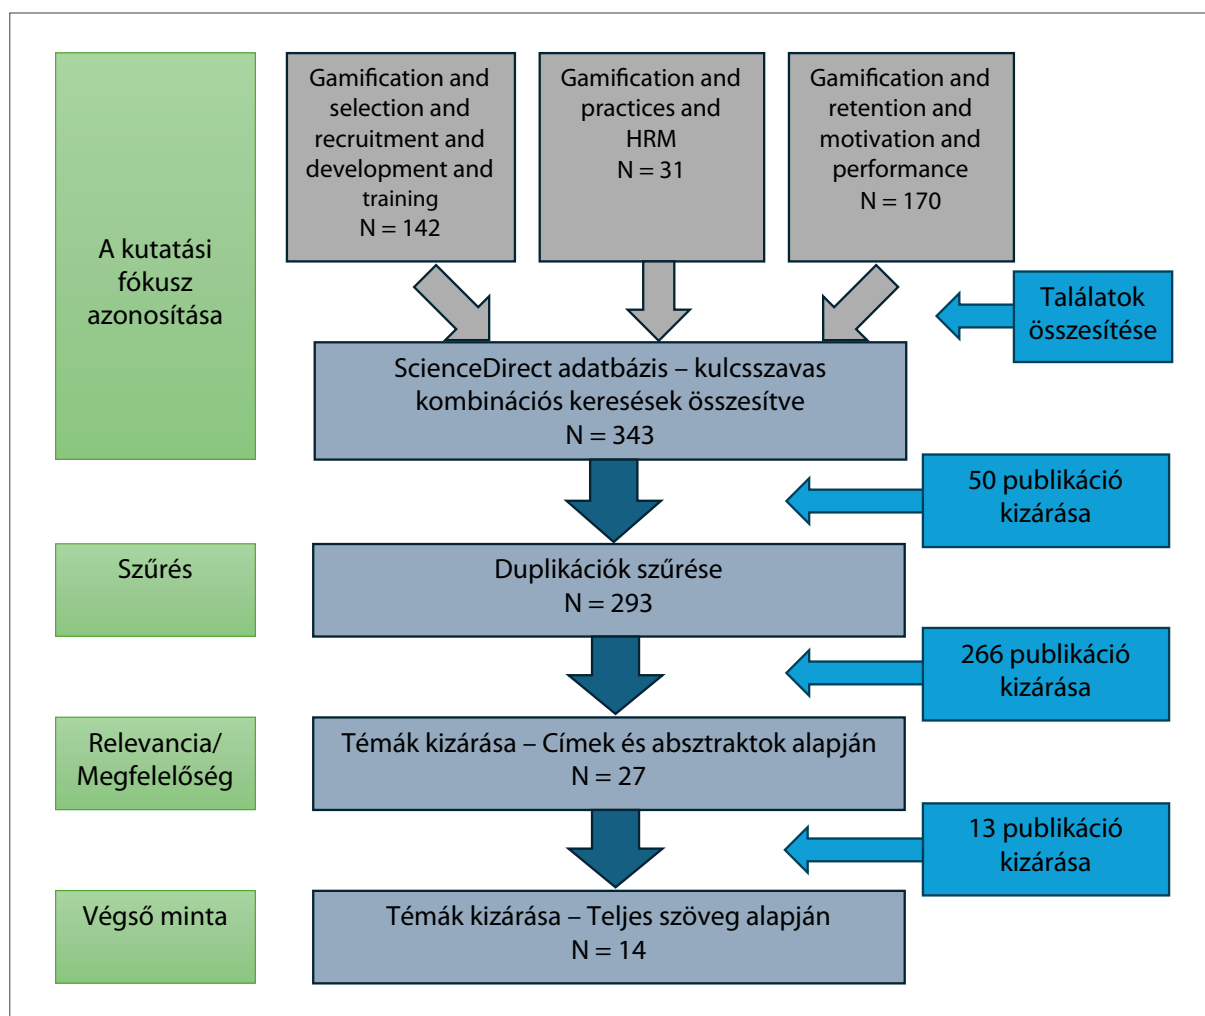 A kutatási
fókusz
azonosítása
Gamification and
selection and
recruitment and
development and
training
N = 142
Gamification and
practices and
HRM
N = 31
Gamification and
retention and
motivation and
performance
N = 170
Találatok
összesítése
ScienceDirect adatbázis – kulcsszavas
kombinációs keresések összesítve
N = 343
50 publikáció
kizárása
Szűrés
Duplikációk szűrése
N = 293
266 publikáció
kizárása
Relevancia/
Megfelelőség
Témák kizárása – Címek és absztraktok alapján
N = 27
13 publikáció
kizárása
Végső minta
Témák kizárása – Teljes szöveg alapján
N = 14